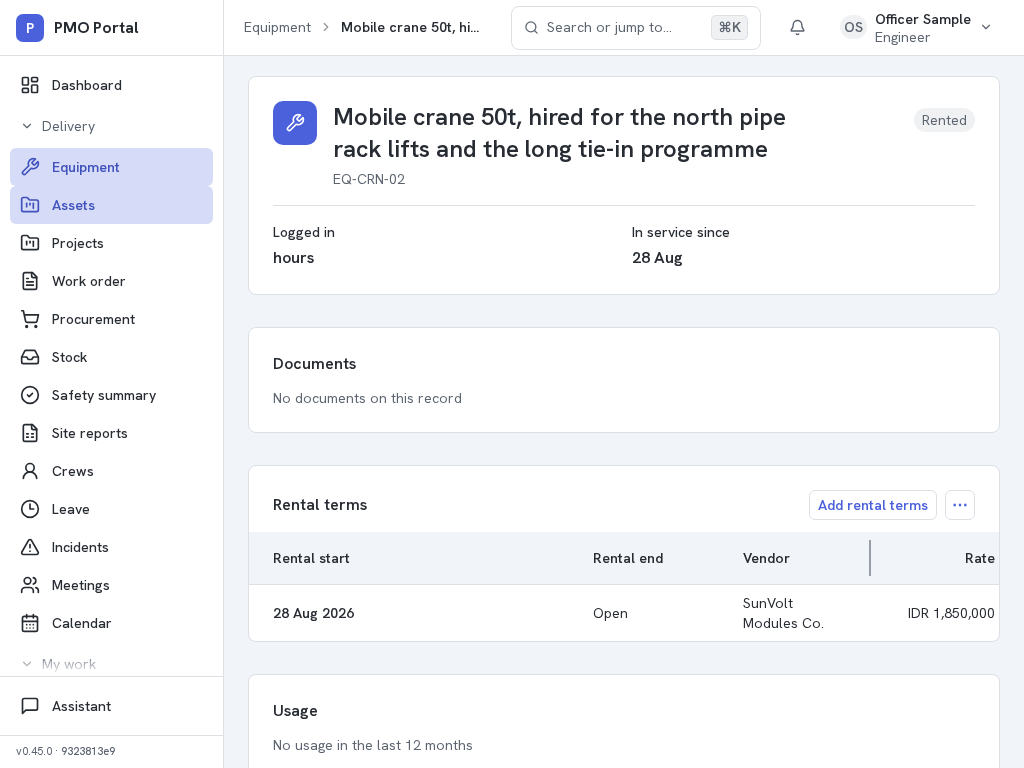 P PMO Portal
Equipment > Mobile crane 50t, hi...
Search or jump to... ⌘K
OS Officer Sample
Engineer
Dashboard
Delivery
Equipment
Assets
Projects
Work order
Procurement
Stock
Safety summary
Site reports
Crews
Leave
Incidents
Meetings
Calendar
My work
Assistant
v0.45.0 · 9323813e9
Mobile crane 50t, hired for the north pipe
rack lifts and the long tie-in programme
EQ-CRN-02
Rented
Logged in In service since
hours 28 Aug
Documents
No documents on this record
Rental terms Add rental terms ...
Rental start Rental end Vendor Rate
28 Aug 2026 Open SunVolt IDR 1,850,000
Modules Co.
Usage
No usage in the last 12 months